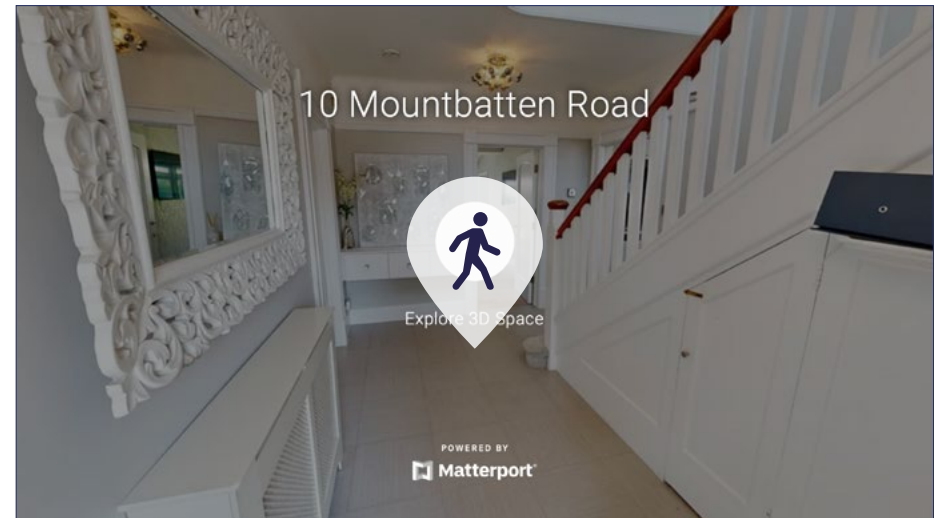 10 Mountbatten Road
Explore 3D Space
POWERED BY
Matterport